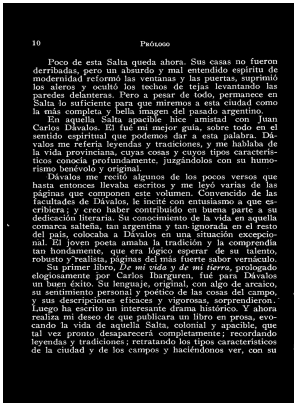 10 PRÓLOGO
Poco de esta Salta queda ahora. Sus casas no fueron
derribadas, pero un absurdo y mal entendido espíritu de
modernidad reformó las ventanas y las puertas, suprimió
los aleros y ocultó los techos de tejas levantando las
paredes delanteras. Pero a pesar de todo, permanece en
Salta lo suficiente para que miremos a esta ciudad como
la más completa y bella imagen del pasado argentino.
En aquella Salta apacible hice amistad con Juan
Carlos Dávalos. El fué mi mejor guía, sobre todo en el
sentido espiritual que podemos dar a esta palabra. Dá-
valos me refería leyendas y tradiciones, y me hablaba de
la vida provinciana, cuyas cosas y cuyos tipos caracterís-
ticos conocía profundamente, juzgándolos con su humo-
rismo benévolo y original.
Dávalos me recitó algunos de los pocos versos que
hasta entonces llevaba escritos y me leyó varias de las
páginas que componen este volumen. Convencido de las
facultades de Dávalos, le incité con entusiasmo a que es-
cribiera; y creo haber contribuído en buena parte a su
dedicación literaria. Su conocimiento de la vida en aquella
comarca salteña, tan argentina y tan ignorada en el resto
del país, colocaba a Dávalos en una situación excepcio-
nal. El joven poeta amaba la tradición y la comprendía
tan hondamente, que era lógico esperar de su talento,
robusto y realista, páginas del más fuerte sabor vernáculo.
Su primer libro, De mi vida y de mi tierra, prologado
elogiosamente por Carlos Ibarguren, fué para Dávalos
un buen éxito. Su lenguaje, original, con algo de arcaico,
su sentimiento personal y poético de las cosas del campo,
y sus descripciones eficaces y vigorosas, sorprendieron.
Luego ha escrito un interesante drama histórico. Y ahora
realiza mi deseo de que publicara un libro en prosa, evo-
cando la vida de aquella Salta, colonial y apacible, que
tal vez pronto desaparecerá completamente; recordando
leyendas y tradiciones; retratando los tipos característicos
de la ciudad y de los campos y haciéndonos ver, con su